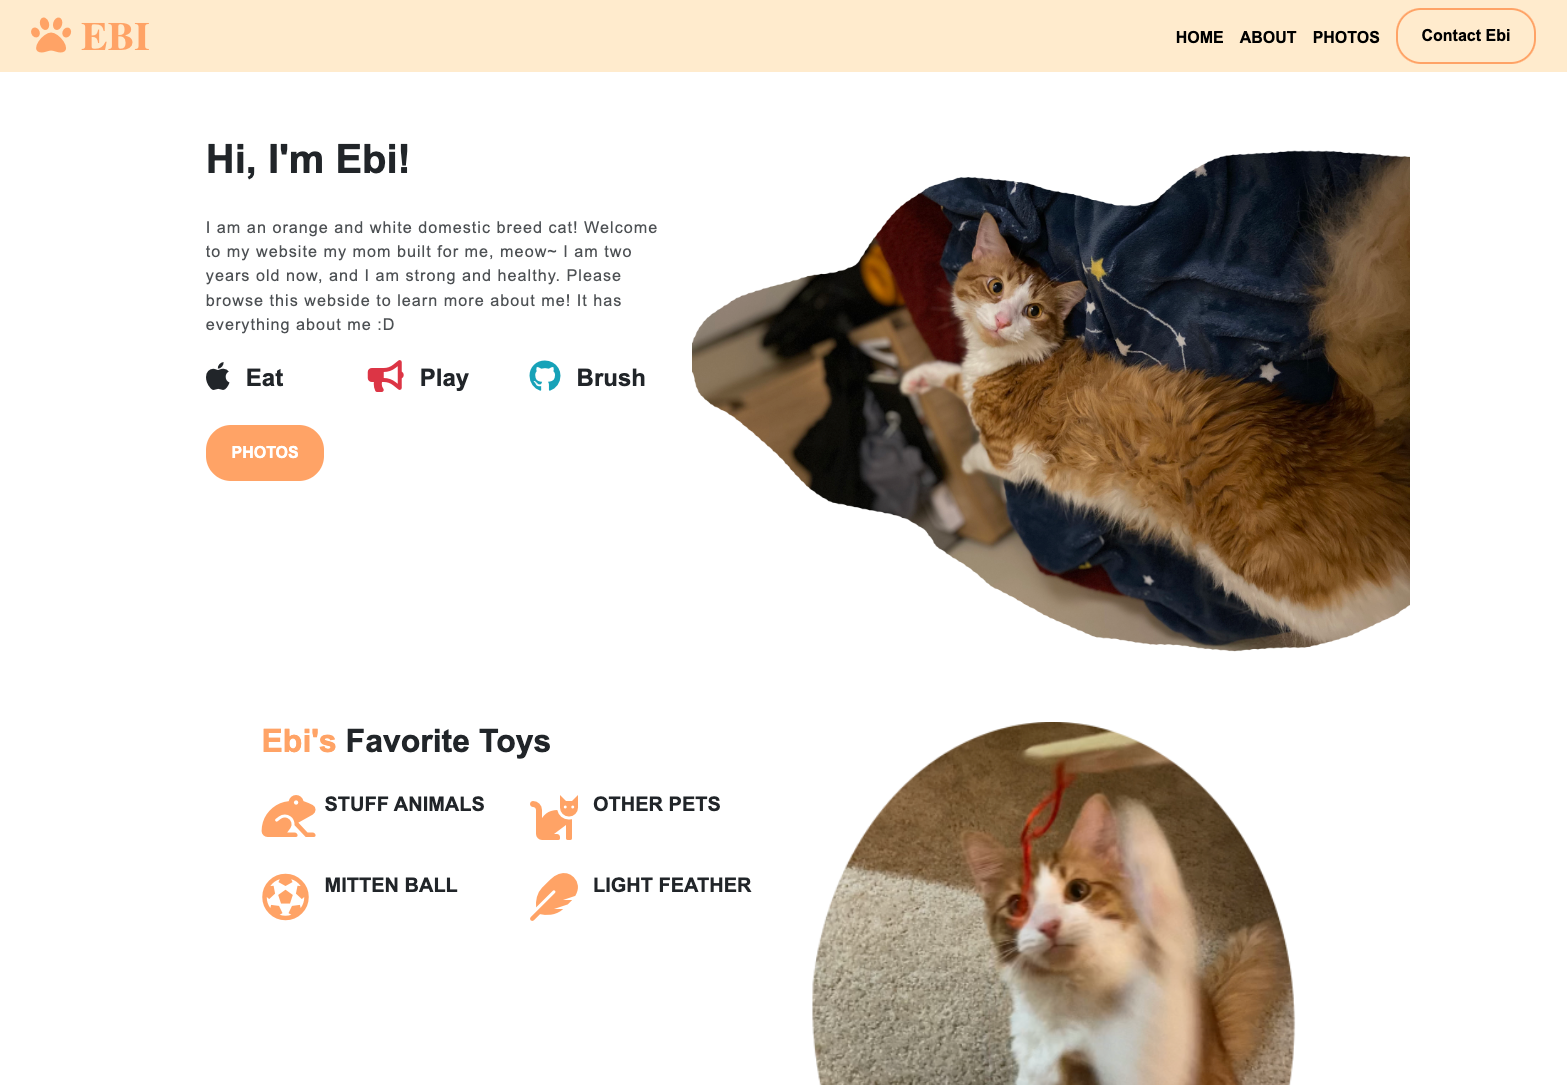 EBI
HOME ABOUT PHOTOS Contact Ebi
Hi, I'm Ebi!
I am an orange and white domestic breed cat! Welcome
to my website my mom built for me, meow~ I am two
years old now, and I am strong and healthy. Please
browse this webside to learn more about me! It has
everything about me :D
Eat Play Brush
PHOTOS
Ebi's Favorite Toys
STUFF ANIMALS OTHER PETS
MITTEN BALL LIGHT FEATHER